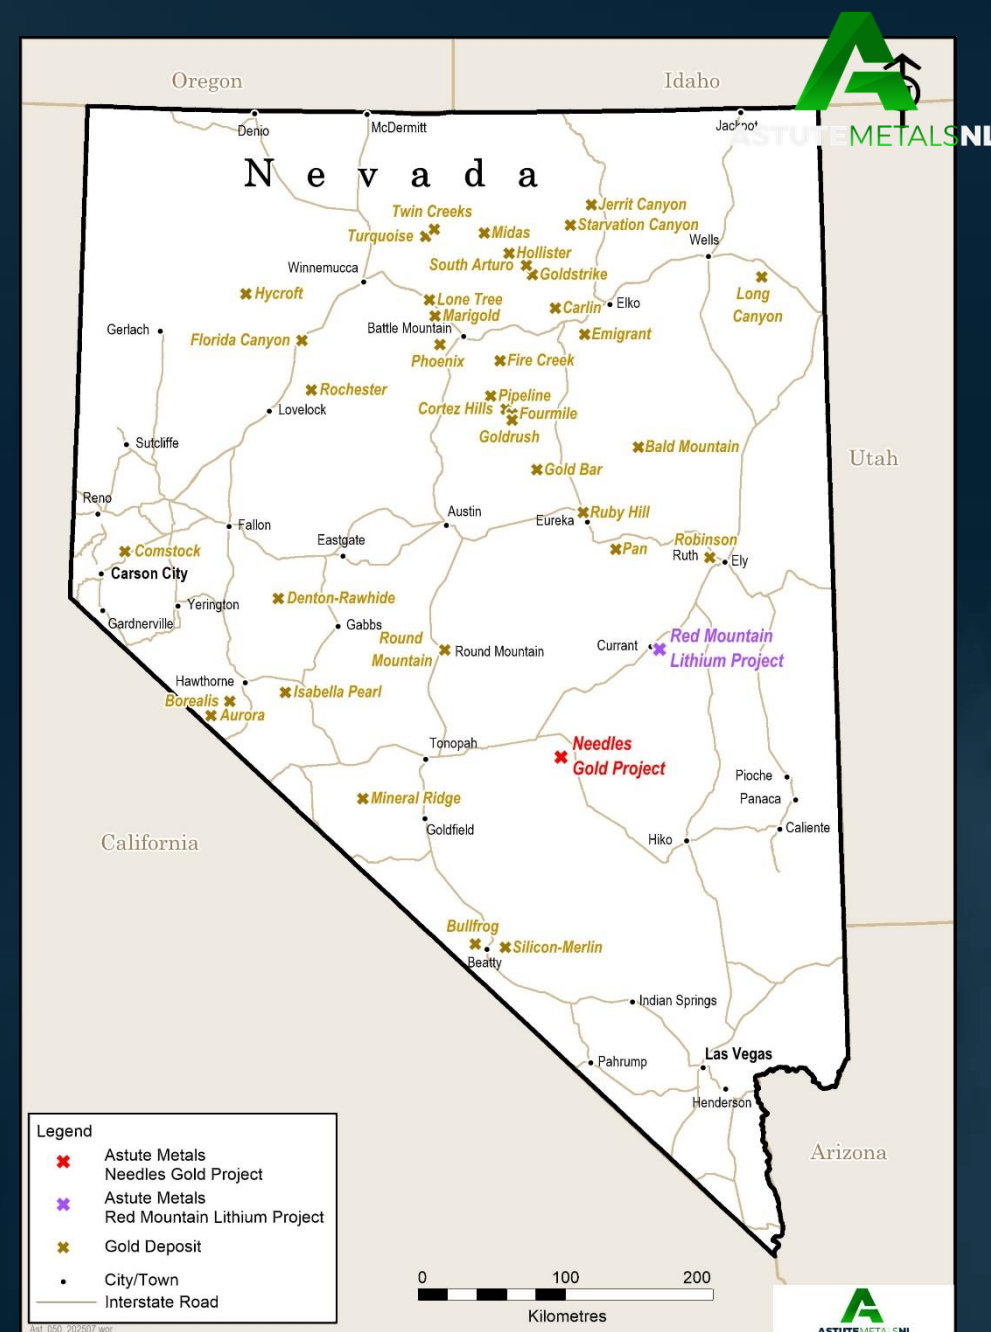 Oregon
Idaho
ASTUTEMETALSNL
Denio
McDermitt
Jackpot
Nevada
Jerrit Canyon
Twin Creeks
Starvation Canyon
Turquoise
Midas
Wells
Hollister
South Arturo
Winnemucca
Goldstrike
Hycroft
Long
Canyon
Lone Tree
Elko
Carlin
Marigold
Gerlach
Battle Mountain
Emigrant
Florida Canyon
Phoenix
Fire Creek
Rochester
Pipeline
Lovelock
Cortez Hills
Fourmile
Goldrush
Sutcliffe
Bald Mountain
Utah
Gold Bar
Reno
Austin
Ruby Hill
Eureka
Fallon
Eastgate
Robinson
Comstock
Pan
Ruth
Ely
Carson City
Denton-Rawhide
Yerington
Gardnerville
Gabbs
Round
Mountain
Round Mountain
Currant
Red Mountain
Lithium Project
Hawthorne
Isabella Pearl
Borealis
Aurora
Tonopah
Needles
Gold Project
Pioche
Mineral Ridge
Panaca
Goldfield
Caliente
Hiko
California
Bullfrog
Silicon-Merlin
Beatty
Indian Springs
Las Vegas
Pahrump
Henderson
Arizona
Legend
Astute Metals
Needles Gold Project
Astute Metals
Red Mountain Lithium Project
Gold Deposit
City/Town
Interstate Road
0 100 200
Kilometres
Ast_050_202507.wor
ASTUTEMETALSNL